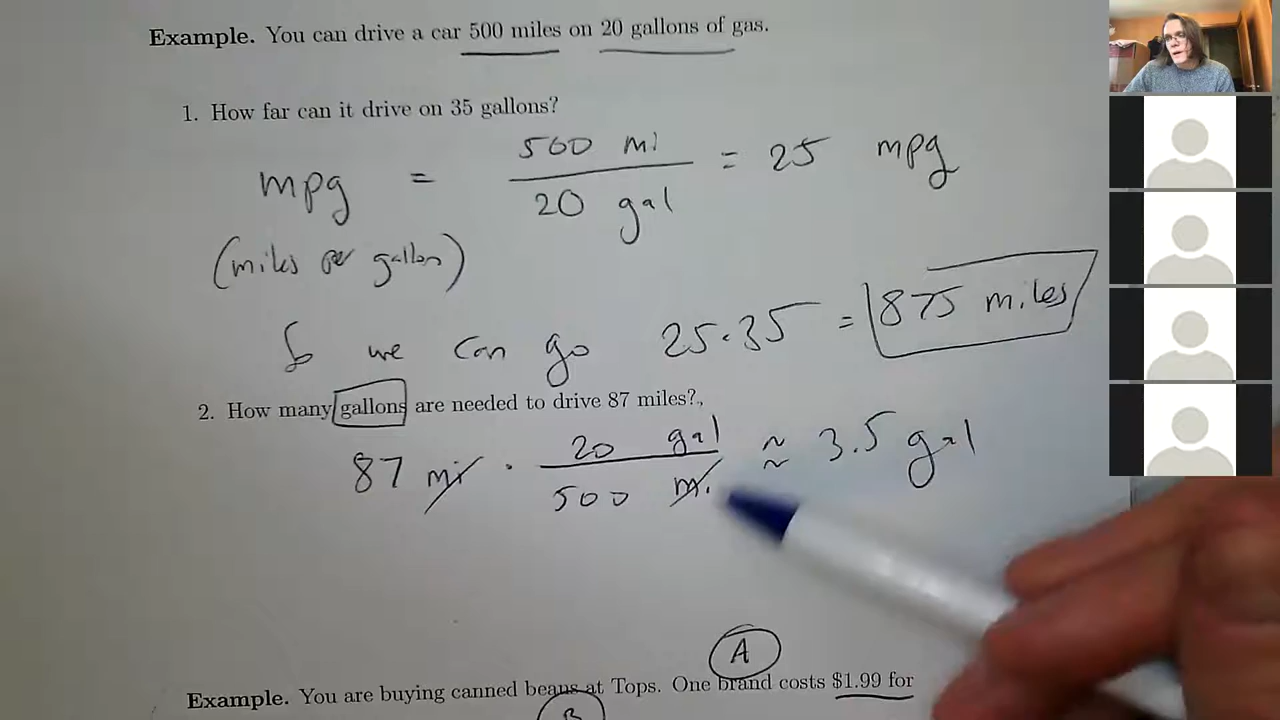 Example. You can drive a car 500 miles on 20 gallons of gas.
1. How far can it drive on 35 gallons?
mpg = 500 mi / 20 gal = 25 mpg
(miles per gallon)
So we can go 25 · 35 = 875 miles
2. How many gallons are needed to drive 87 miles?,
87 mi · 20 gal / 500 mi ≈ 3.5 gal
A
Example. You are buying canned beans at Tops. One brand costs $1.99 for
B